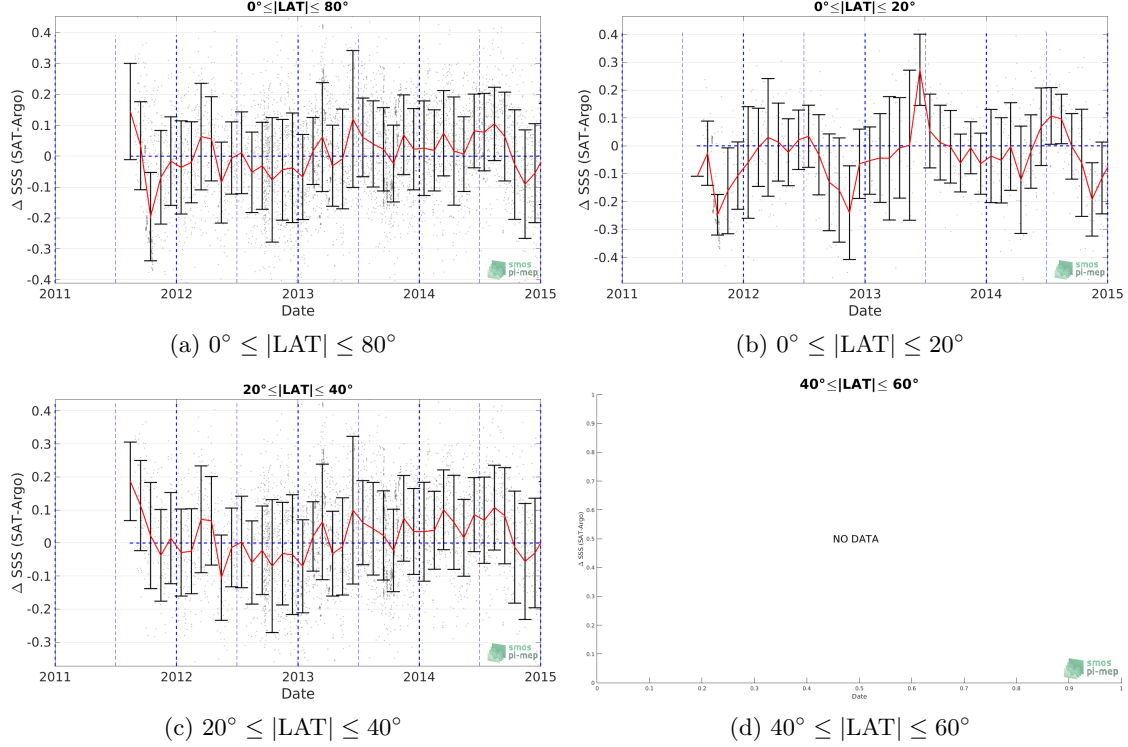 0°≤|LAT|≤ 80°
Δ SSS (SAT-Argo)
0.4
0.3
0.2
0.1
0
-0.1
-0.2
-0.3
-0.4
2011 2012 2013 2014 2015
Date
smos
pi-mep
(a) 0° ≤ |LAT| ≤ 80°
0°≤|LAT|≤ 20°
Δ SSS (SAT-Argo)
0.4
0.3
0.2
0.1
0
-0.1
-0.2
-0.3
-0.4
2011 2012 2013 2014 2015
Date
smos
pi-mep
(b) 0° ≤ |LAT| ≤ 20°
20°≤|LAT|≤ 40°
Δ SSS (SAT-Argo)
0.4
0.3
0.2
0.1
0
-0.1
-0.2
-0.3
2011 2012 2013 2014 2015
Date
smos
pi-mep
(c) 20° ≤ |LAT| ≤ 40°
40°≤|LAT|≤ 60°
Δ SSS (SAT-Argo)
1
0.9
0.8
0.7
0.6
0.5
0.4
0.3
0.2
0.1
0
NO DATA
0 0.1 0.2 0.3 0.4 0.5 0.6 0.7 0.8 0.9 1
Date
smos
pi-mep
(d) 40° ≤ |LAT| ≤ 60°